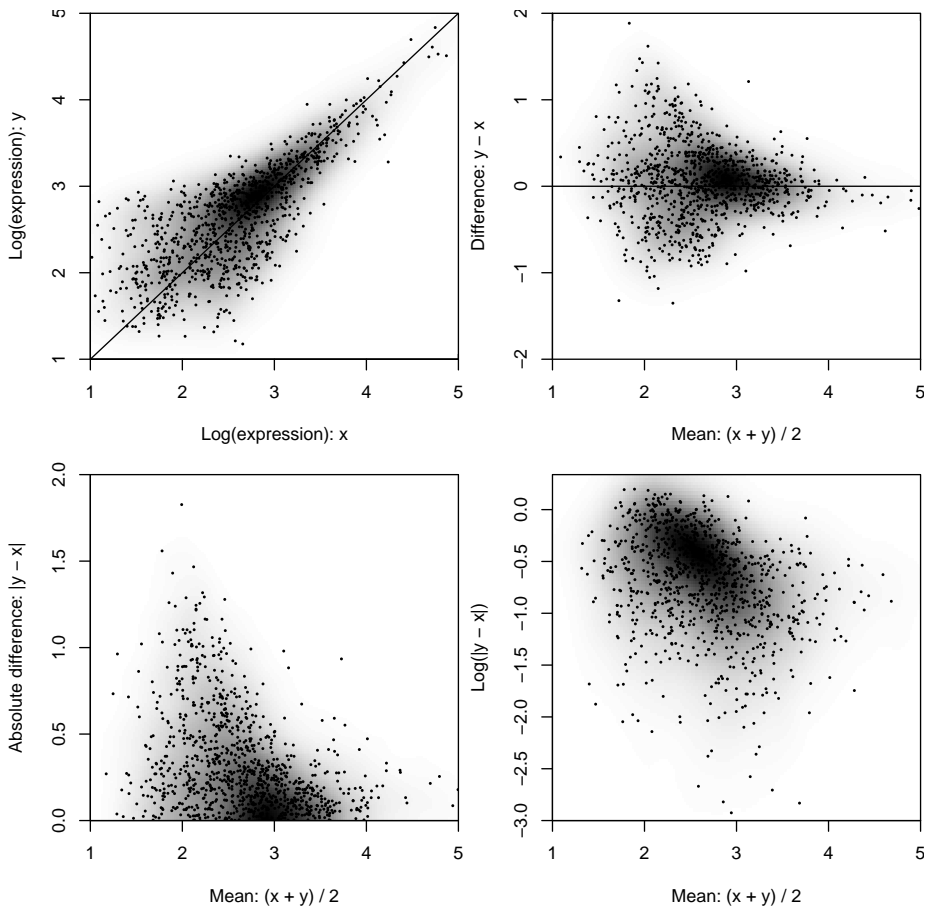 Log(expression): y
5
4
3
2
1
1 2 3 4 5
Log(expression): x
Difference: y − x
2
1
0
−1
−2
1 2 3 4 5
Mean: (x + y) / 2
Absolute difference: |y − x|
2.0
1.5
1.0
0.5
0.0
1 2 3 4 5
Mean: (x + y) / 2
Log(|y − x|)
0.0
−0.5
−1.0
−1.5
−2.0
−2.5
−3.0
1 2 3 4 5
Mean: (x + y) / 2